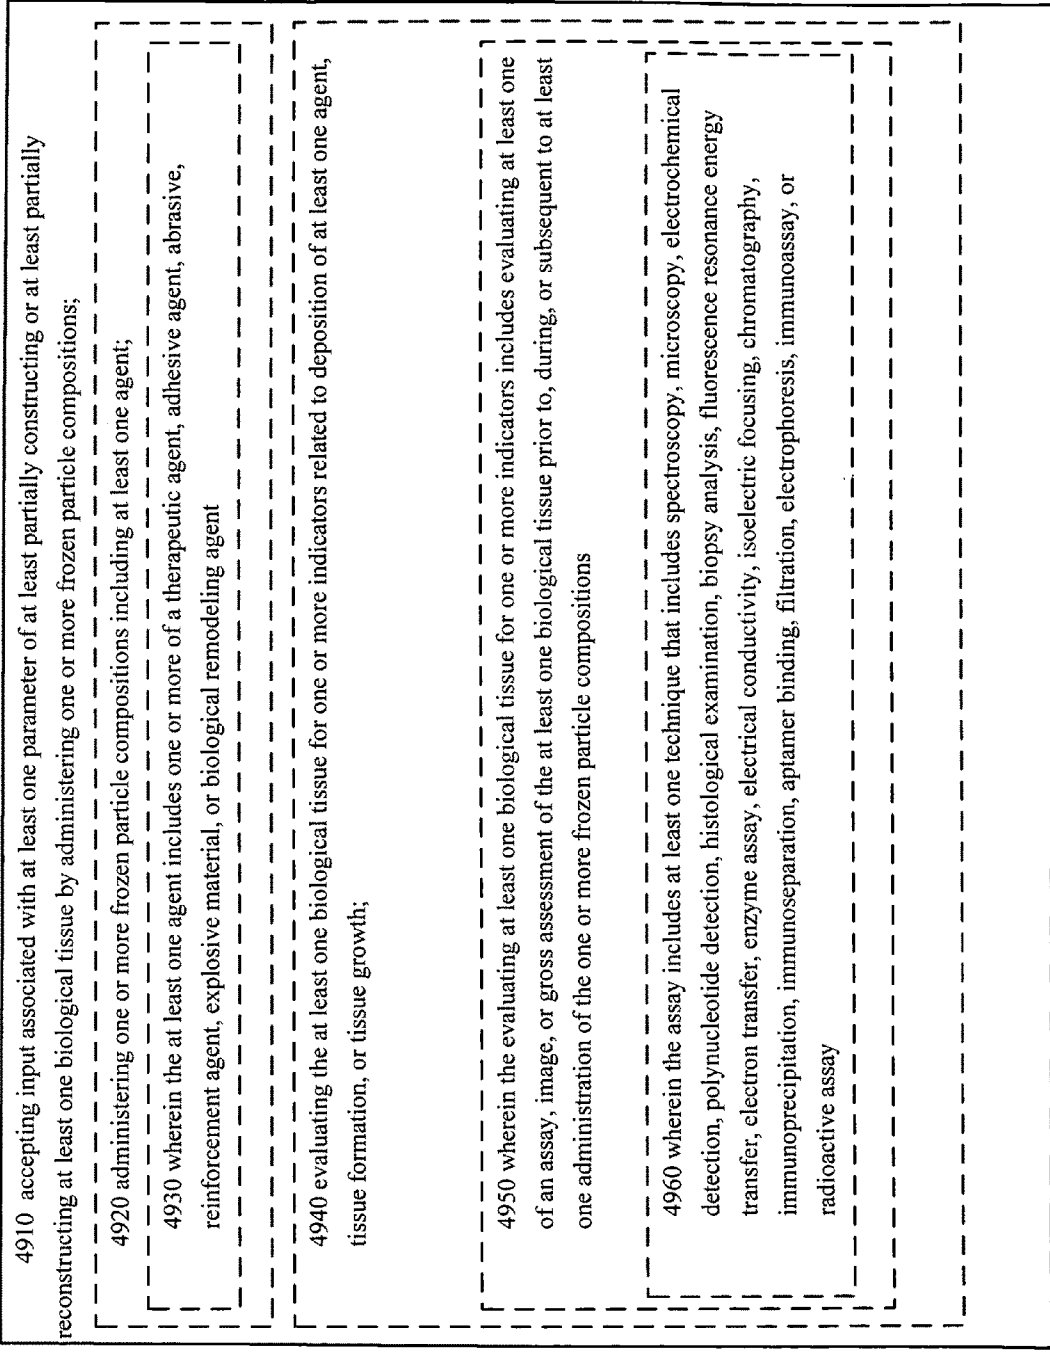 4910 accepting input associated with at least one parameter of at least partially constructing or at least partially
reconstructing at least one biological tissue by administering one or more frozen particle compositions;
4920 administering one or more frozen particle compositions including at least one agent;
4930 wherein the at least one agent includes one or more of a therapeutic agent, adhesive agent, abrasive,
reinforcement agent, explosive material, or biological remodeling agent
4940 evaluating the at least one biological tissue for one or more indicators related to deposition of at least one agent,
tissue formation, or tissue growth;
4950 wherein the evaluating at least one biological tissue for one or more indicators includes evaluating at least one
of an assay, image, or gross assessment of the at least one biological tissue prior to, during, or subsequent to at least
one administration of the one or more frozen particle compositions
4960 wherein the assay includes at least one technique that includes spectroscopy, microscopy, electrochemical
detection, polynucleotide detection, histological examination, biopsy analysis, fluorescence resonance energy
transfer, electron transfer, enzyme assay, electrical conductivity, isoelectric focusing, chromatography,
immunoprecipitation, immunoseparation, aptamer binding, filtration, electrophoresis, immunoassay, or
radioactive assay